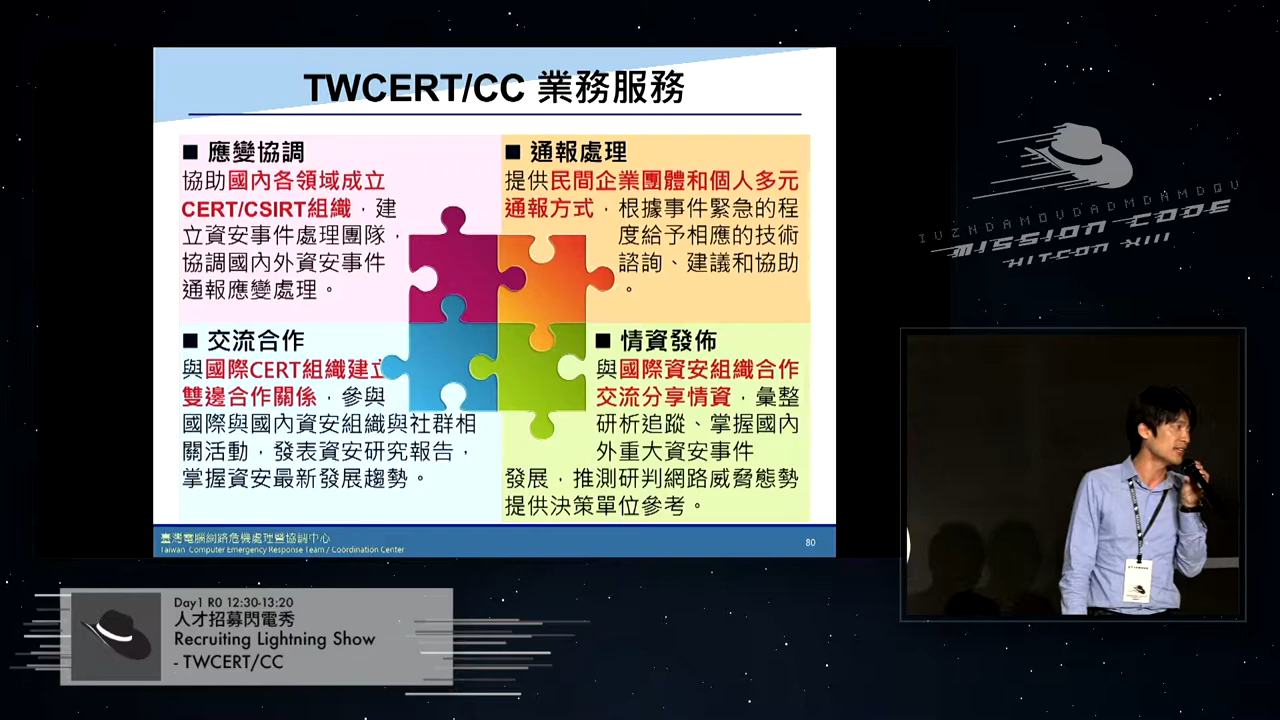 TWCERT/CC 業務服務
■ 應變協調
協助國內各領域成立
CERT/CSIRT組織，建
立資安事件處理團隊，
協調國內外資安事件
通報應變處理。
■ 通報處理
提供民間企業團體和個人多元
通報方式，根據事件緊急的程
度給予相應的技術
諮詢、建議和協助
。
■ 交流合作
與國際CERT組織建立
雙邊合作關係，參與
國際與國內資安組織與社群相
關活動，發表資安研究報告，
掌握資安最新發展趨勢。
■ 情資發佈
與國際資安組織合作
交流分享情資，彙整
研析追蹤、掌握國內
外重大資安事件
發展，推測研判網路威脅態勢
提供決策單位參考。
臺灣電腦網路危機處理暨協調中心
Taiwan Computer Emergency Response Team / Coordination Center
80
MISSION CODE
HITCON XIII
Day1 R0 12:30-13:20
人才招募閃電秀
Recruiting Lightning Show
- TWCERT/CC